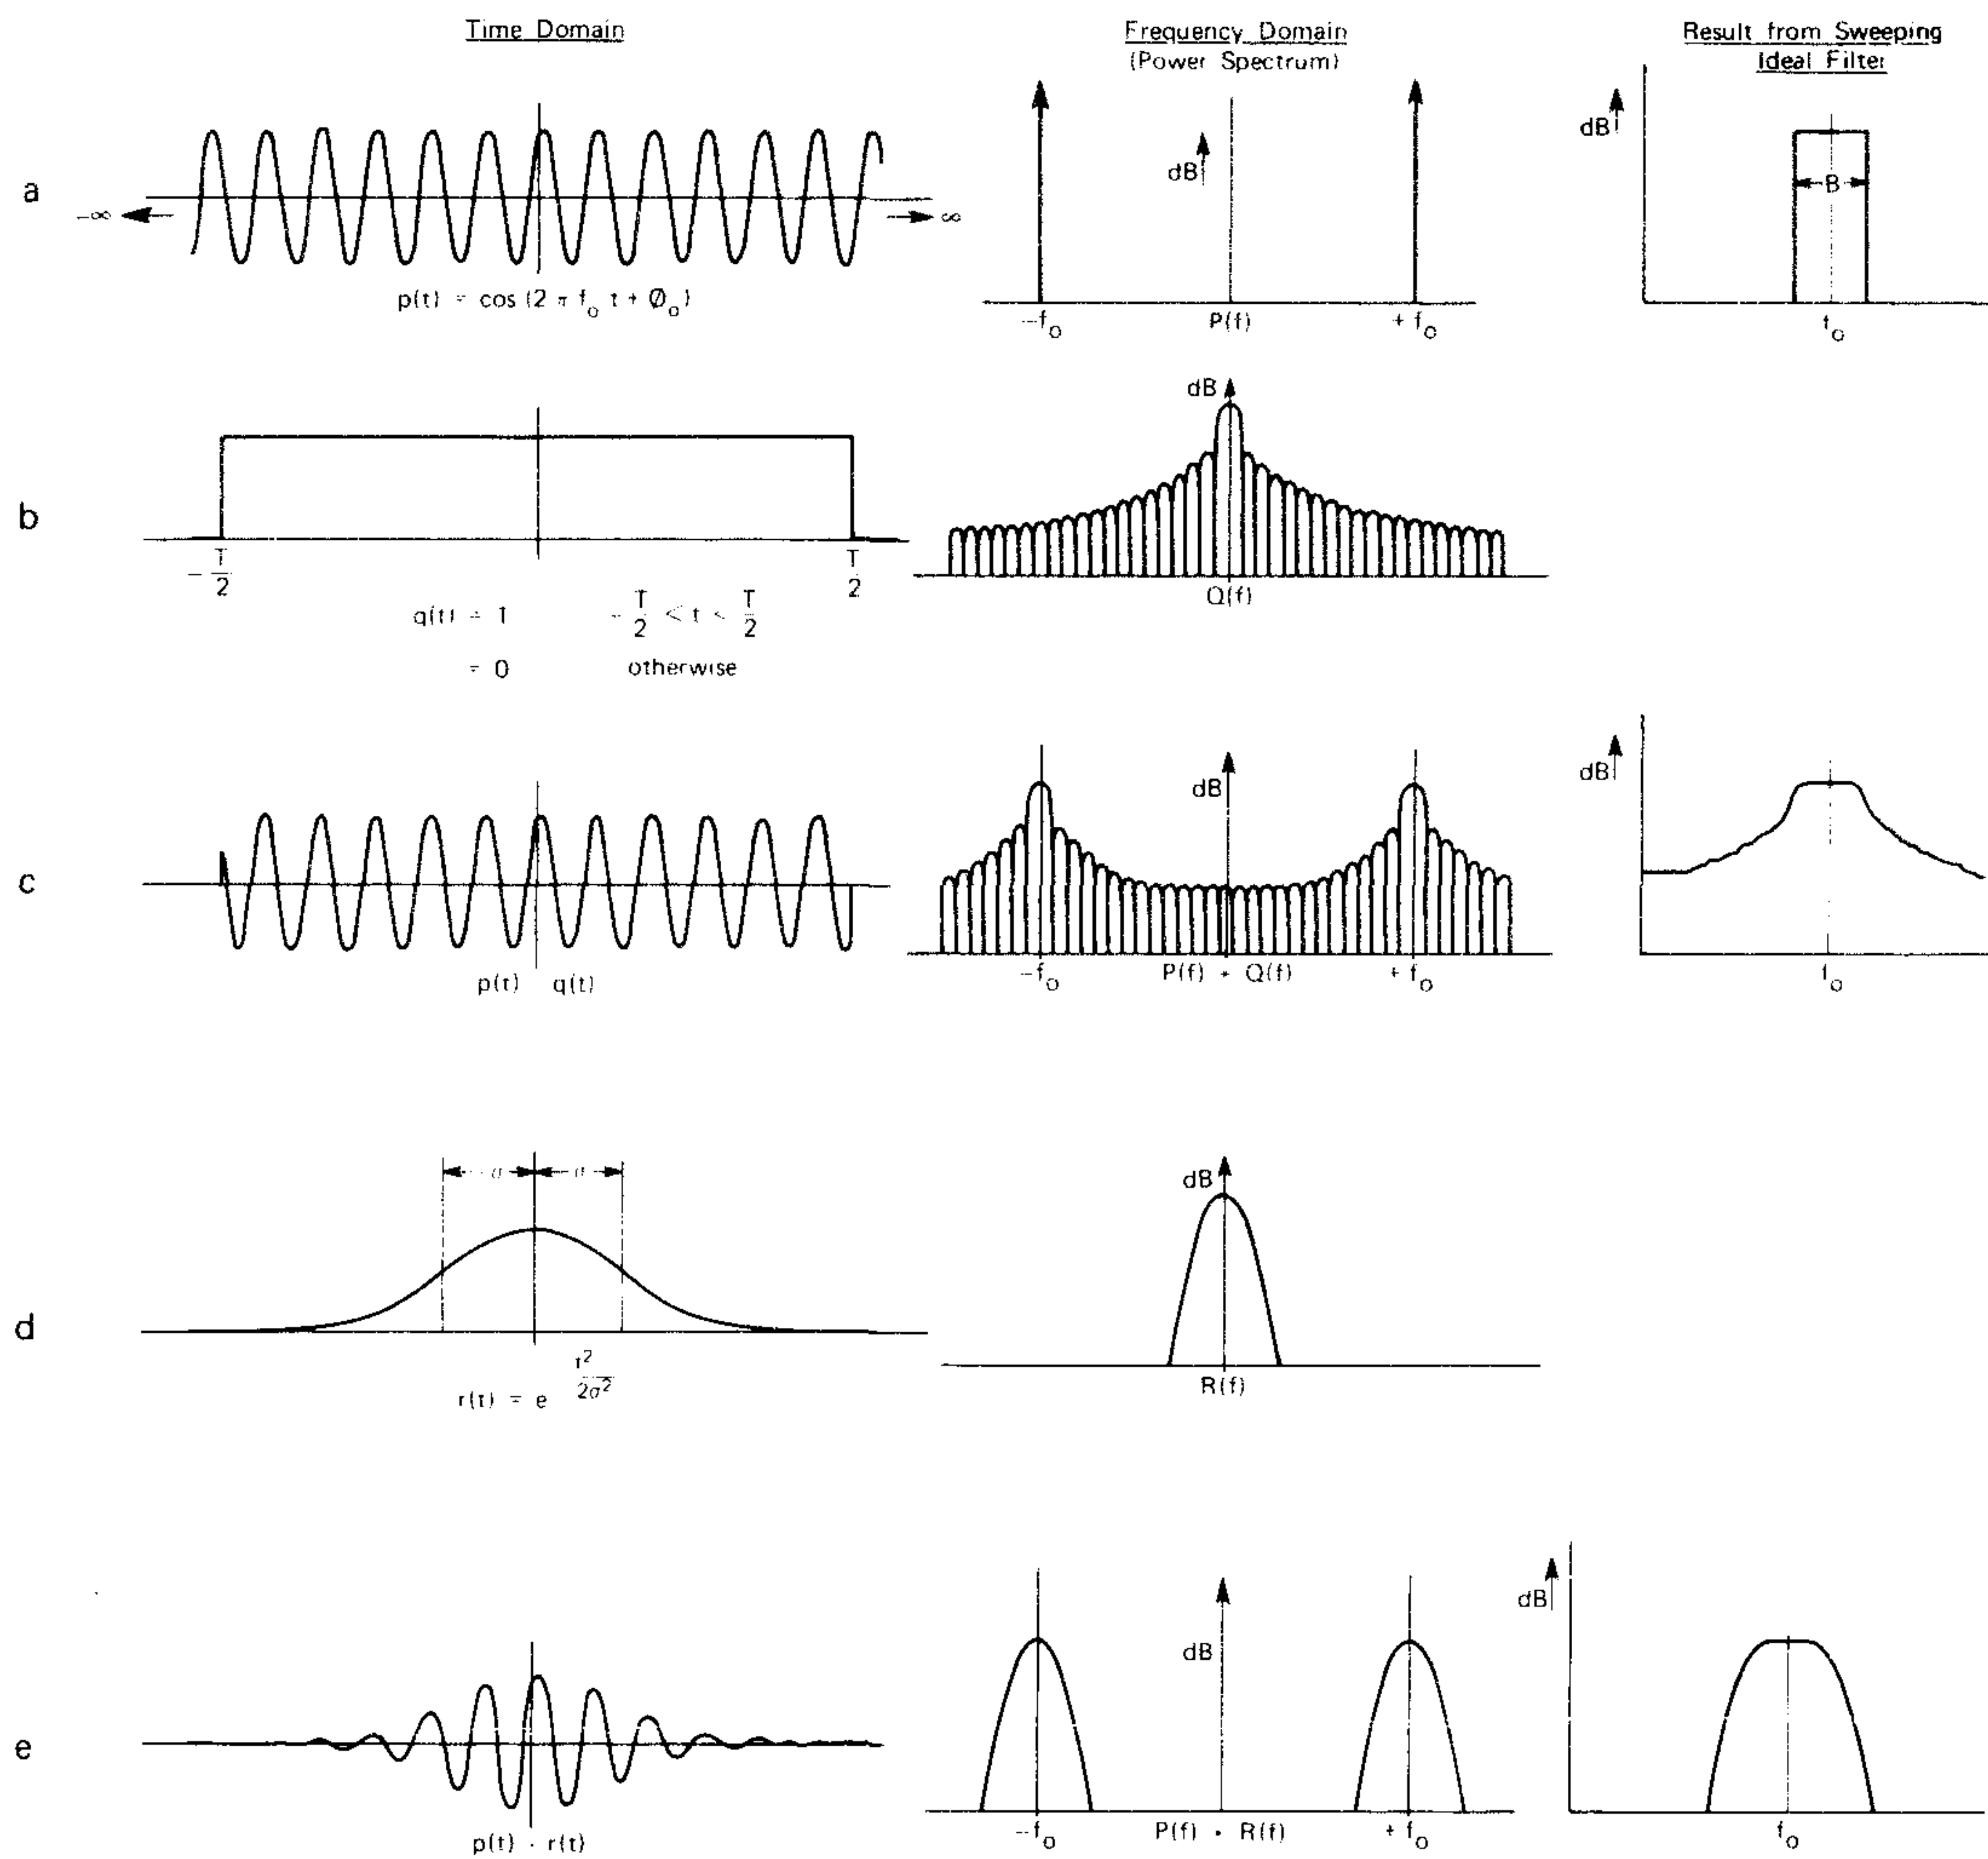 Time Domain
Frequency Domain
(Power Spectrum)
Result from Sweeping
Ideal Filter
a
−∞
∞
p(t) = cos (2 π f₀ t + Ø₀)
dB
−f₀
P(f)
+ f₀
dB
B
f₀
b
− T/2
T/2
q(t) = 1 − T/2 < t < T/2
= 0 otherwise
dB
Q(f)
c
p(t) q(t)
dB
−f₀
P(f) * Q(f)
+ f₀
dB
f₀
d
σ
σ
r(t) = e t²/2σ²
dB
R(f)
e
p(t) · r(t)
dB
−f₀
P(f) * R(f)
+ f₀
dB
f₀